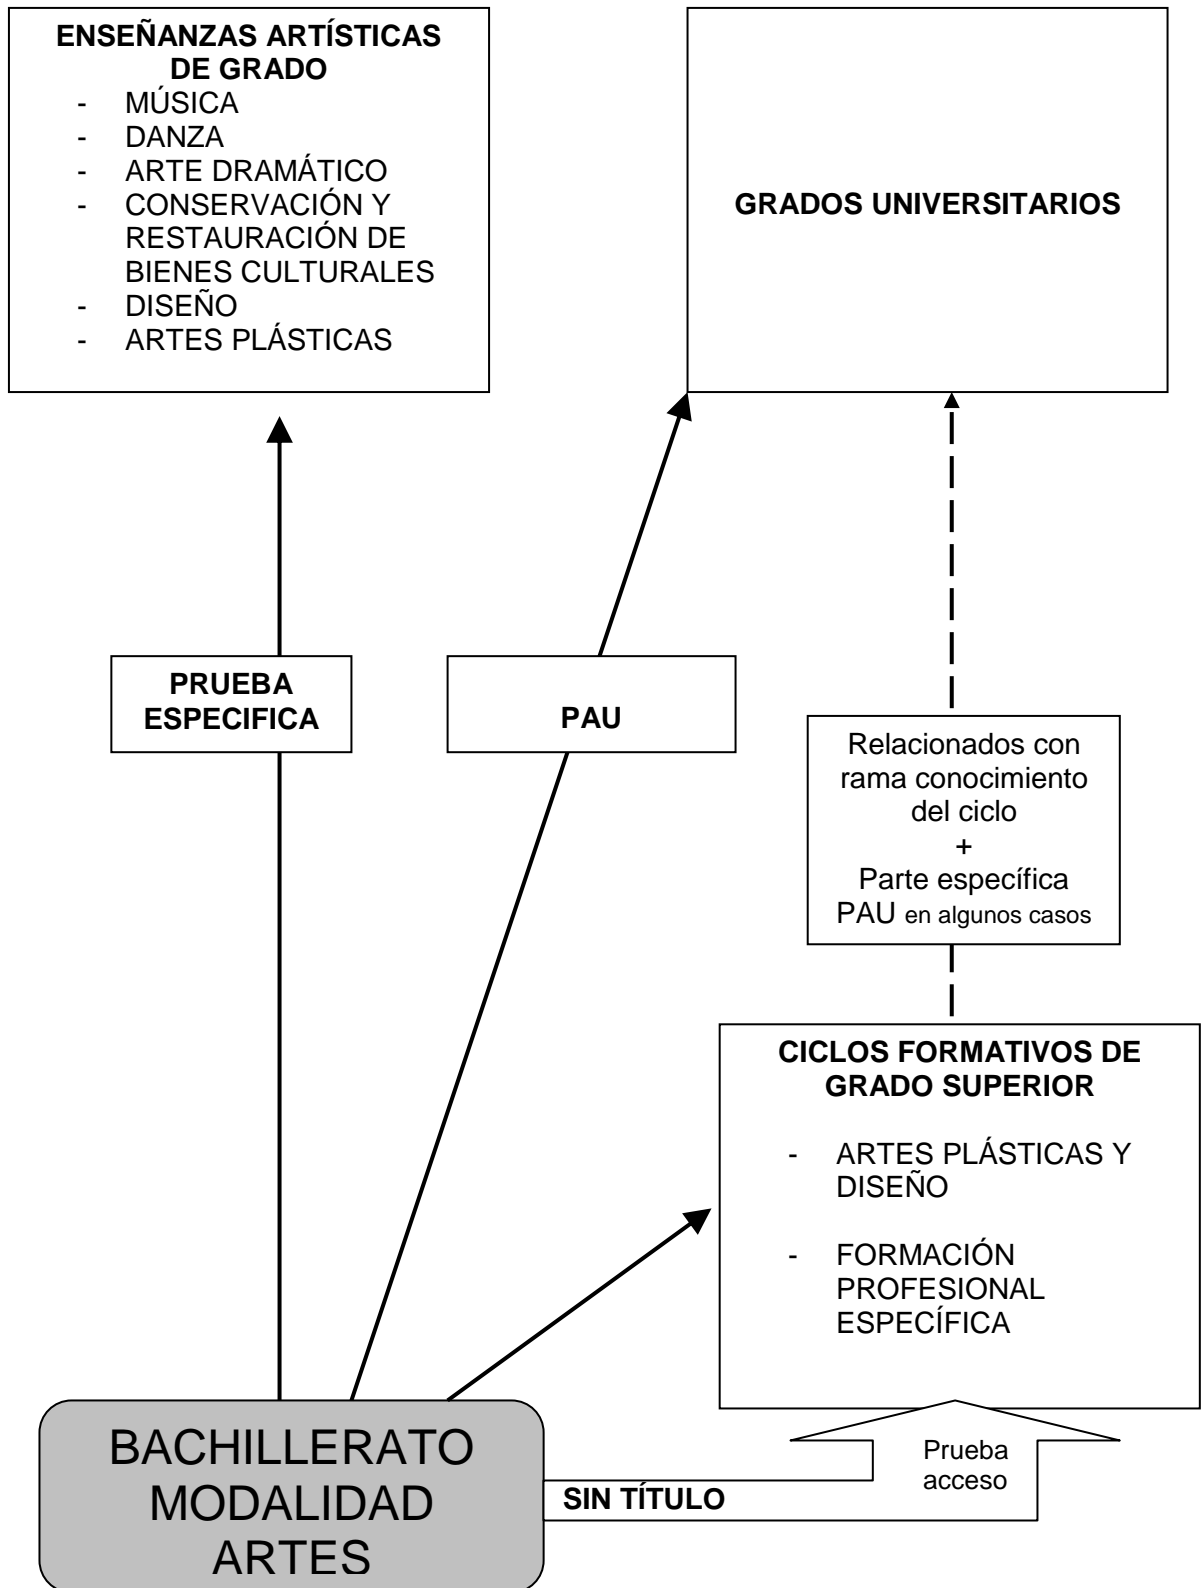 ENSEÑANZAS ARTÍSTICAS
DE GRADO
- MÚSICA
- DANZA
- ARTE DRAMÁTICO
- CONSERVACIÓN Y
RESTAURACIÓN DE
BIENES CULTURALES
- DISEÑO
- ARTES PLÁSTICAS
GRADOS UNIVERSITARIOS
PRUEBA
ESPECIFICA
PAU
Relacionados con
rama conocimiento
del ciclo
+
Parte específica
PAU en algunos casos
CICLOS FORMATIVOS DE
GRADO SUPERIOR
- ARTES PLÁSTICAS Y
DISEÑO
- FORMACIÓN
PROFESIONAL
ESPECÍFICA
BACHILLERATO
MODALIDAD
ARTES
SIN TÍTULO
Prueba
acceso